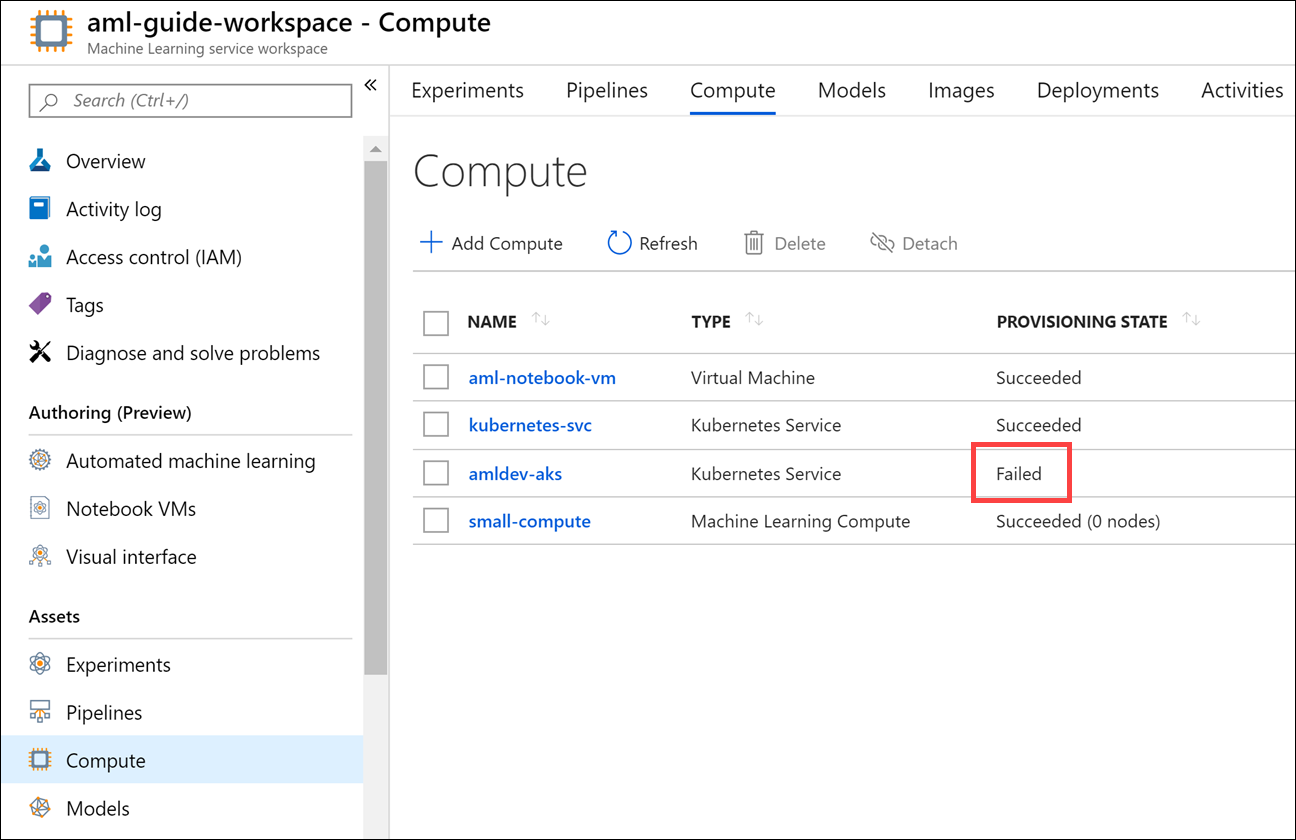 aml-guide-workspace - Compute
Machine Learning service workspace
Search (Ctrl+/)
«
Overview
Activity log
Access control (IAM)
Tags
Diagnose and solve problems
Authoring (Preview)
Automated machine learning
Notebook VMs
Visual interface
Assets
Experiments
Pipelines
Compute
Models
Experiments Pipelines Compute Models Images Deployments Activities
Compute
Add Compute Refresh Delete Detach
NAME TYPE PROVISIONING STATE
aml-notebook-vm Virtual Machine Succeeded
kubernetes-svc Kubernetes Service Succeeded
amldev-aks Kubernetes Service Failed
small-compute Machine Learning Compute Succeeded (0 nodes)